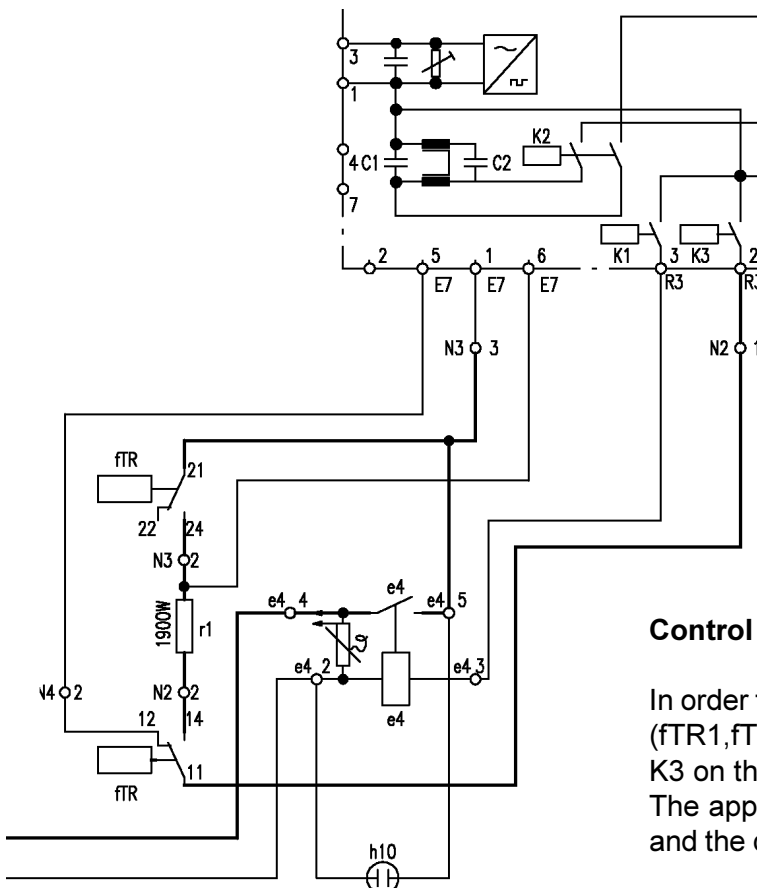 3
1
4 C1
C2
K2
7
K1
3
K3
2
R3
2
5
1
6
E7
E7
E7
N3 3
N2
fTR
21
22
24
N3 2
1900W
r1
e4 4
e4
e4 5
e4 2
e4 3
e4
2
N2 2
12
14
11
fTR
h10
Control
In order
(fTR1,fT
K3 on th
The app
and the